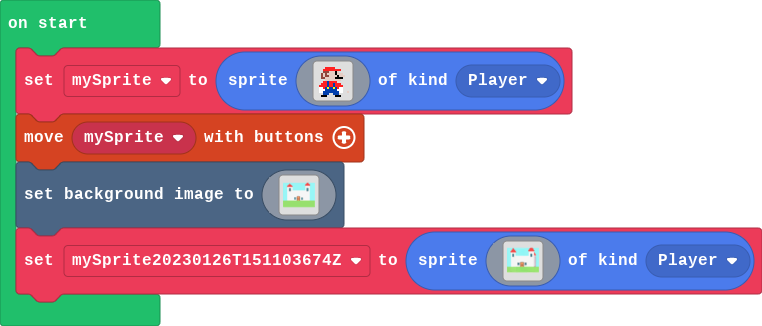 on start
set mySprite to sprite of kind Player
move mySprite with buttons
set background image to
set mySprite20230126T151103674Z to sprite of kind Player